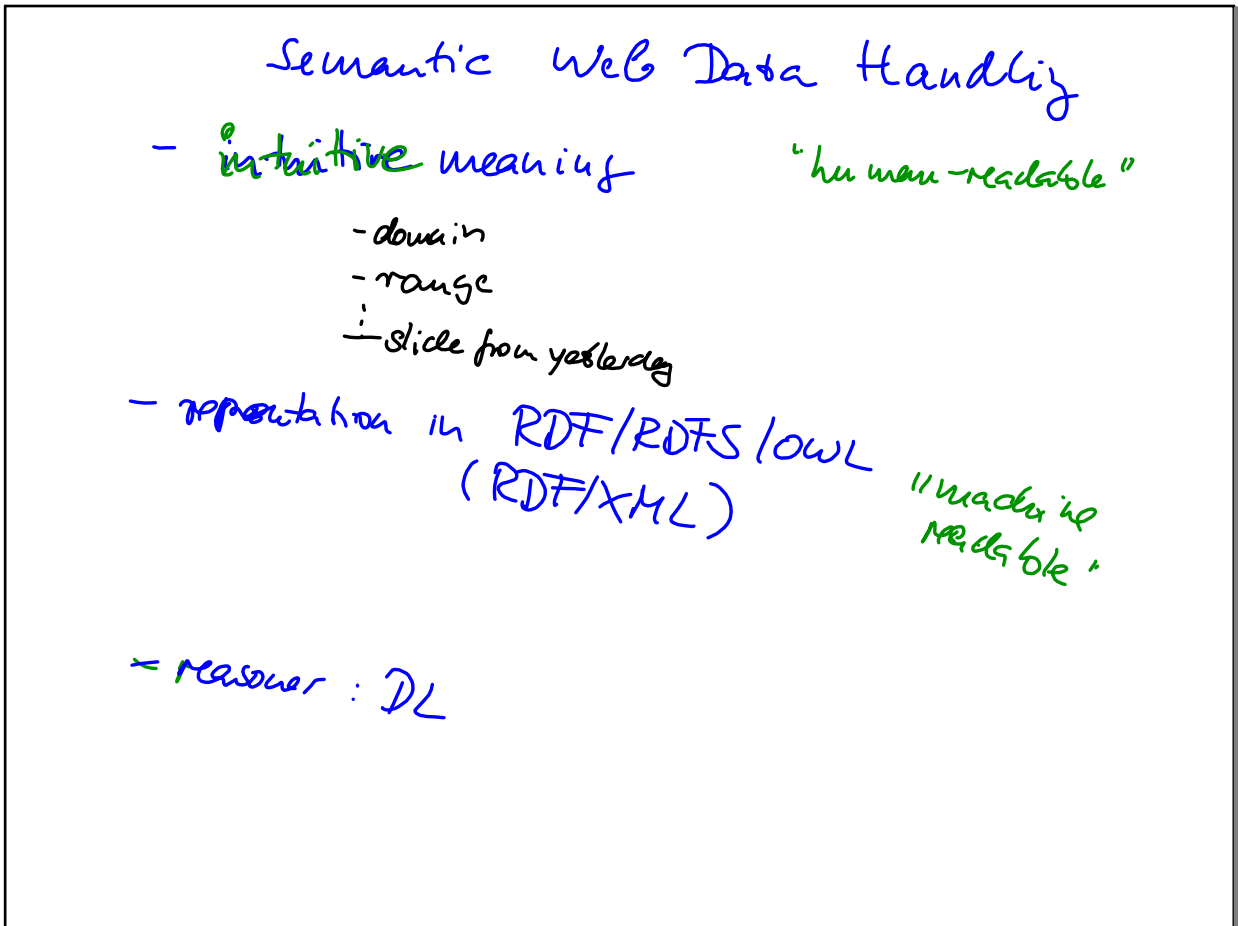 Semantic Web Data Handlig
- intuitive meaning "human-readable"
- domain
- range
⋮
- slide from yesterday
- representation in RDF/RDFS/OWL
(RDF/XML)
"machine
readable"
- reasoner : DL